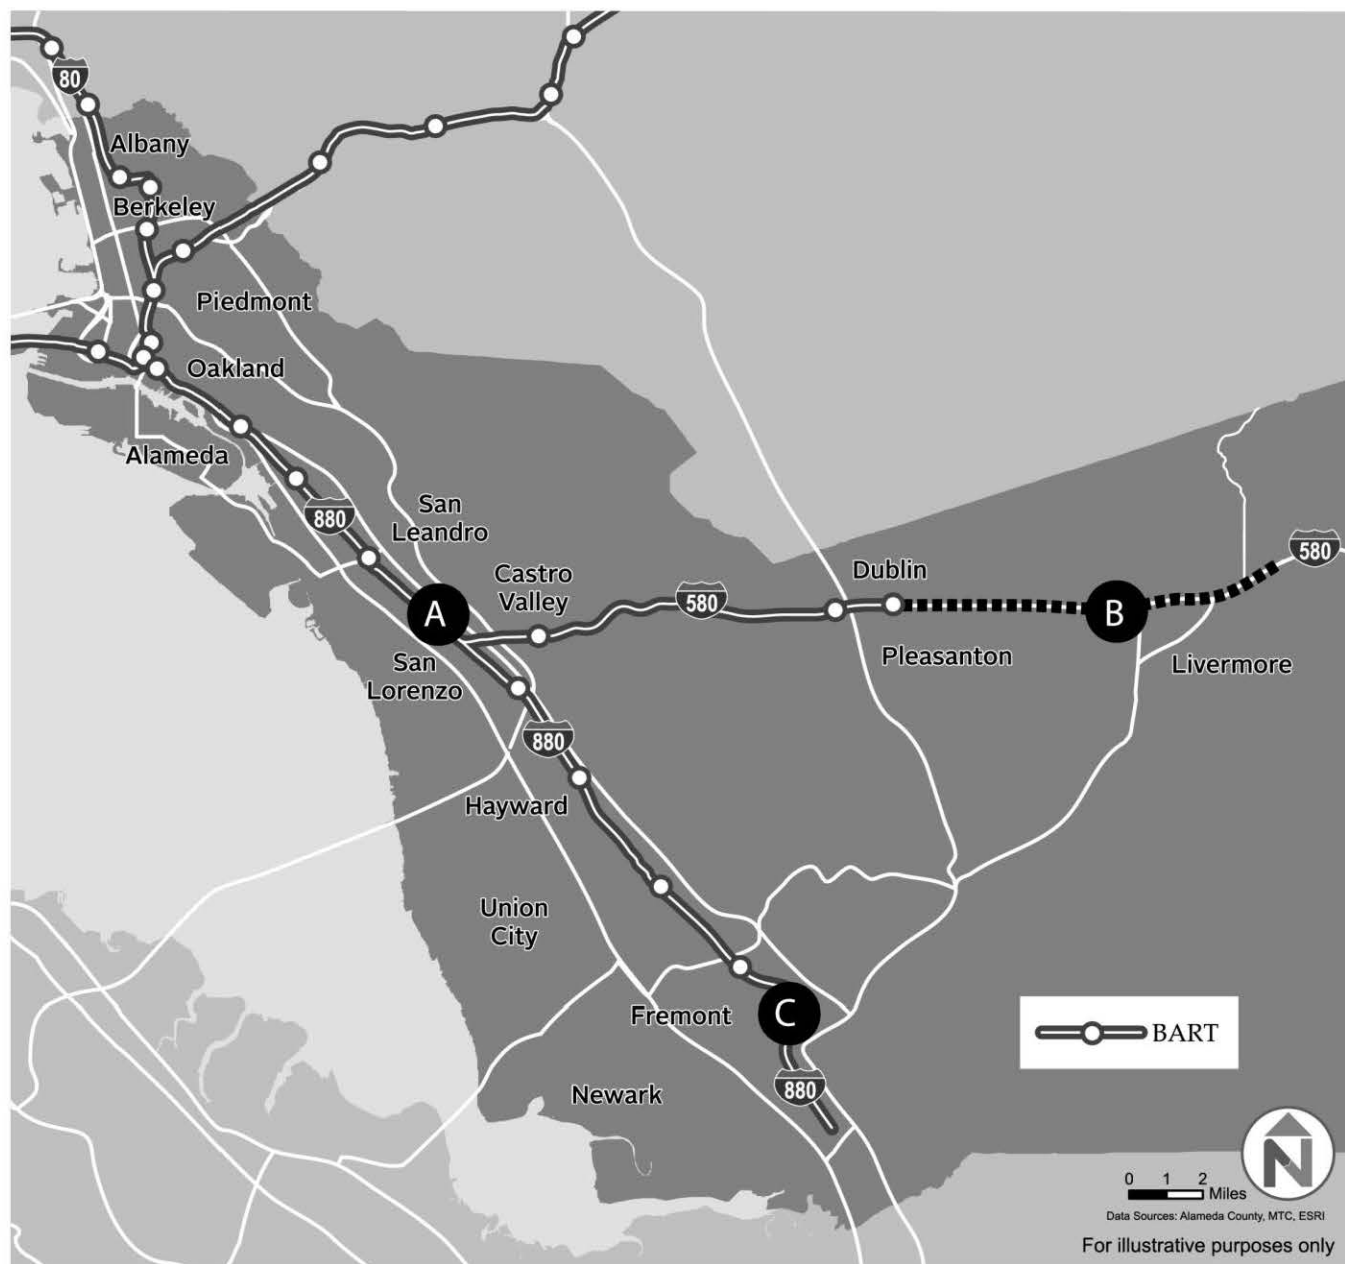 80
Albany
Berkeley
Piedmont
Oakland
Alameda
880
San
Leandro
A
Castro
Valley
580
Dublin
580
B
San
Lorenzo
Pleasanton
Livermore
880
Hayward
Union
City
Fremont
C
BART
880
Newark
N
0 1 2
Miles
Data Sources: Alameda County, MTC, ESRI
For illustrative purposes only